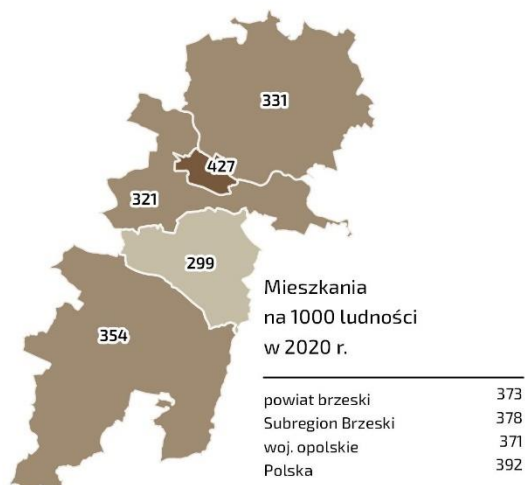 331
427
321
299
354
Mieszkania
na 1000 ludności
w 2020 r.
powiat brzeski 373
Subregion Brzeski 378
woj. opolskie 371
Polska 392